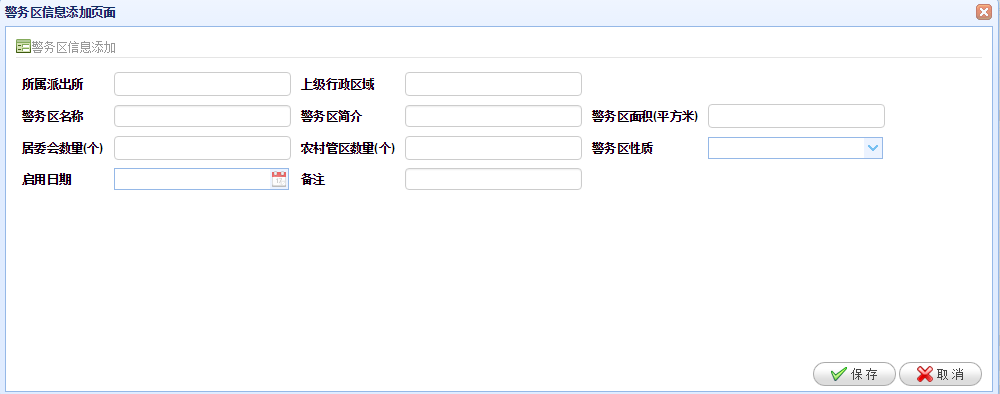 警务区信息添加页面
警务区信息添加
所属派出所 上级行政区域
警务区名称 警务区简介 警务区面积(平方米)
居委会数量(个) 农村管区数量(个) 警务区性质
启用日期 备注
保存 取消